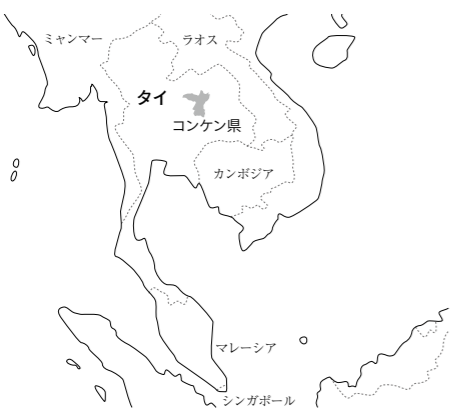 ミャンマー
ラオス
タイ
コンケン県
カンボジア
マレーシア
シンガポール